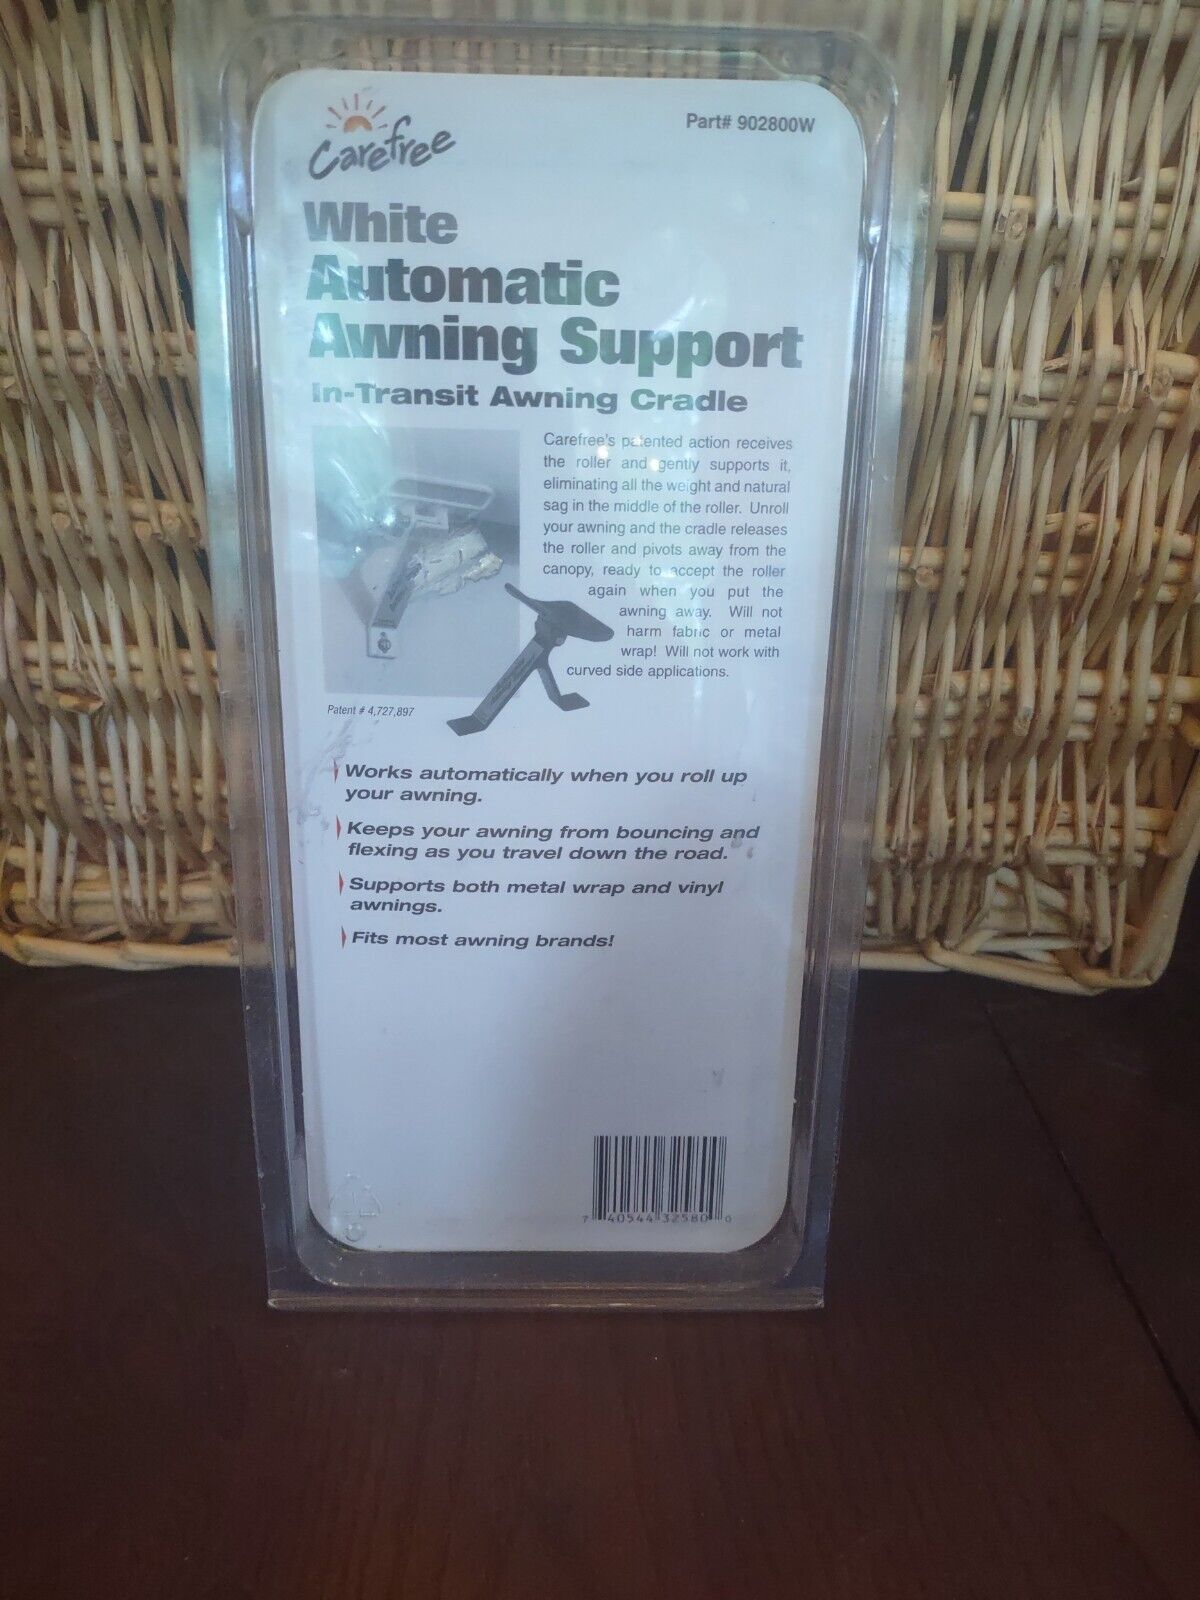 Carefree
Part# 902800W
White
Automatic
Awning Support
In-Transit Awning Cradle
Carefree's patented action receives
the roller and gently supports it,
eliminating all the weight and natural
sag in the middle of the roller. Unroll
your awning and the cradle releases
the roller and pivots away from the
canopy, ready to accept the roller
again when you put the
awning away. Will not
harm fabric or metal
wrap! Will not work with
curved side applications.
Patent # 4,727,897
Works automatically when you roll up
your awning.
Keeps your awning from bouncing and
flexing as you travel down the road.
Supports both metal wrap and vinyl
awnings.
Fits most awning brands!
7 40544 32580 0